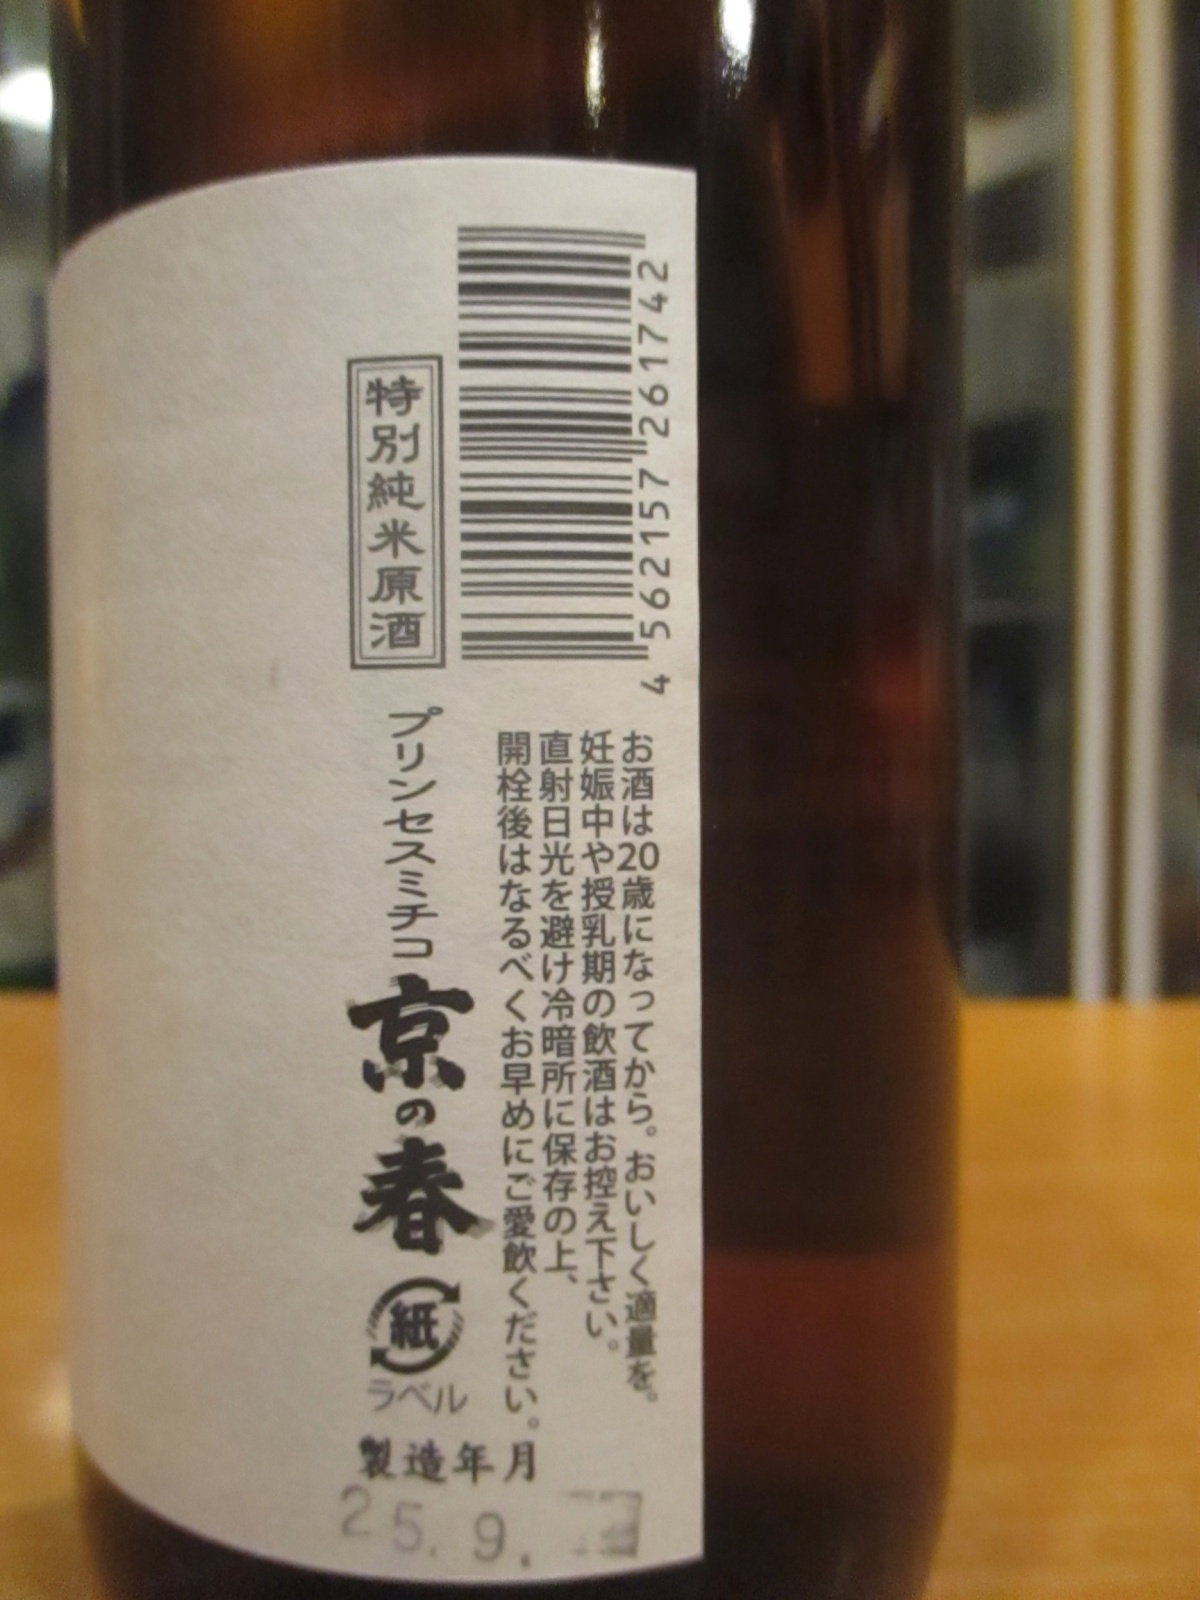 4 562157 261742
お酒は20歳になってから。おいしく適量を。
妊娠中や授乳期の飲酒はお控え下さい。
直射日光を避け冷暗所に保存の上、
開栓後はなるべくお早めにご愛飲ください。
特別純米原酒
プリンセスミチコ
京の春
紙
ラベル
製造年月
25.9.